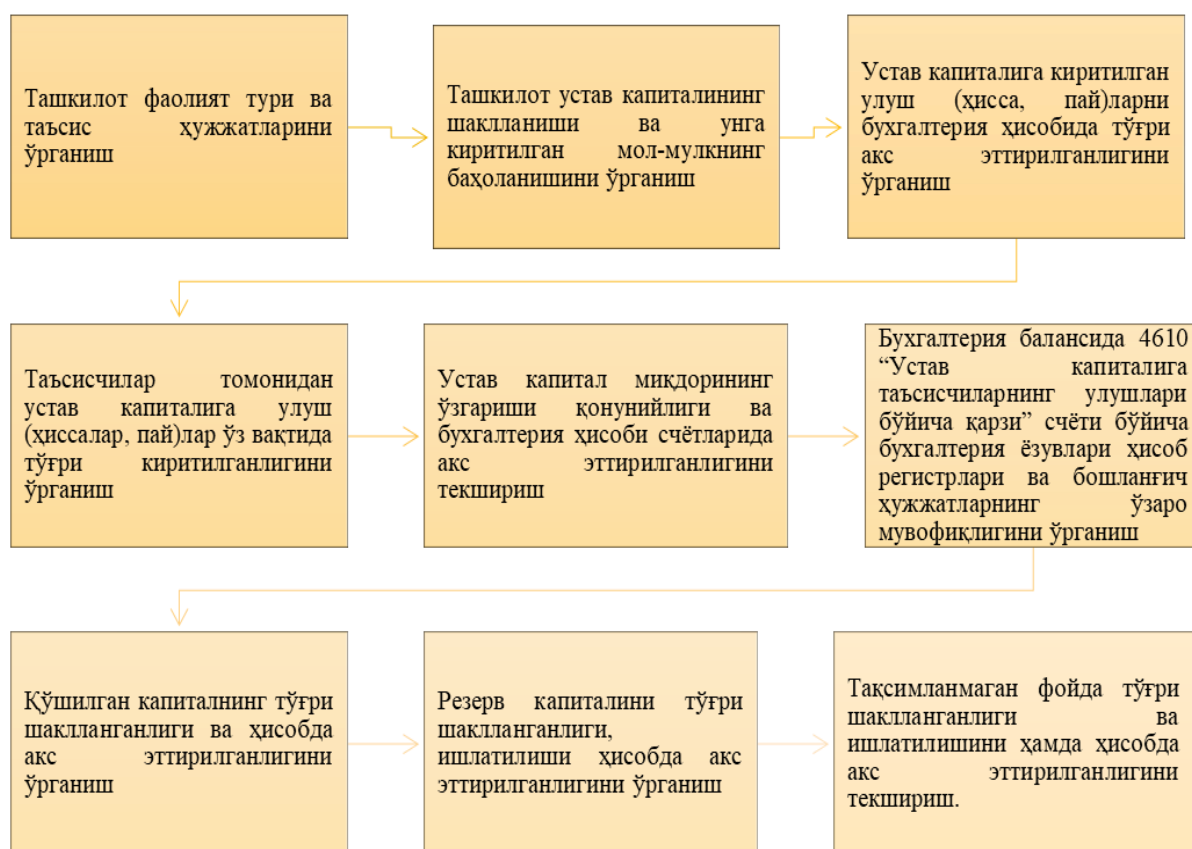 Ташкилот фаолият тури ва
таъсис ҳужжатларини
ўрганиш
Ташкилот устав капиталининг
шаклланиши ва унга
киритилган мол-мулкнинг
баҳоланишини ўрганиш
Устав капиталига киритилган
улуш (ҳисса, пай)ларни
бухгалтерия ҳисобида тўғри
акс эттирилганлигини
ўрганиш
Таъсисчилар томонидан
устав капиталига улуш
(ҳиссалар, пай)лар ўз вақтида
тўғри киритилганлигини
ўрганиш
Устав капитал миқдорининг
ўзгариши қонунийлиги ва
бухгалтерия ҳисоби счётларида
акс эттирилганлигини
текшириш
Бухгалтерия балансида 4610
“Устав капиталига
таъсисчиларнинг улушлари
бўйича қарзи” счёти бўйича
бухгалтерия ёзувлари ҳисоб
регистрлари ва бошланғич
ҳужжатларнинг ўзаро
мувофиқлигини ўрганиш
Қўшилган капиталнинг тўғри
шаклланганлиги ва ҳисобда
акс эттирилганлигини
ўрганиш
Резерв капиталини тўғри
шаклланганлиги,
ишлатилиши ҳисобда акс
эттирилганлигини ўрганиш
Тақсимланмаган фойда тўғри
шаклланганлиги ва
ишлатилишини ҳамда ҳисобда
акс эттирилганлигини
текшириш.